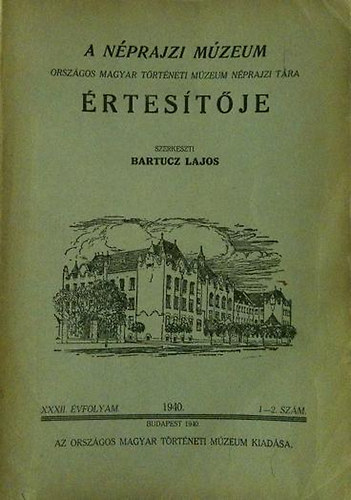 A NÉPRAJZI MÚZEUM
ORSZÁGOS MAGYAR TÖRTÉNETI MÚZEUM NÉPRAJZI TÁRA
ÉRTESÍTŐJE
SZERKESZTI
BARTUCZ LAJOS
XXXII. ÉVFOLYAM. 1940. 1—2. SZÁM.
BUDAPEST 1940.
AZ ORSZÁGOS MAGYAR TÖRTÉNETI MÚZEUM KIADÁSA.